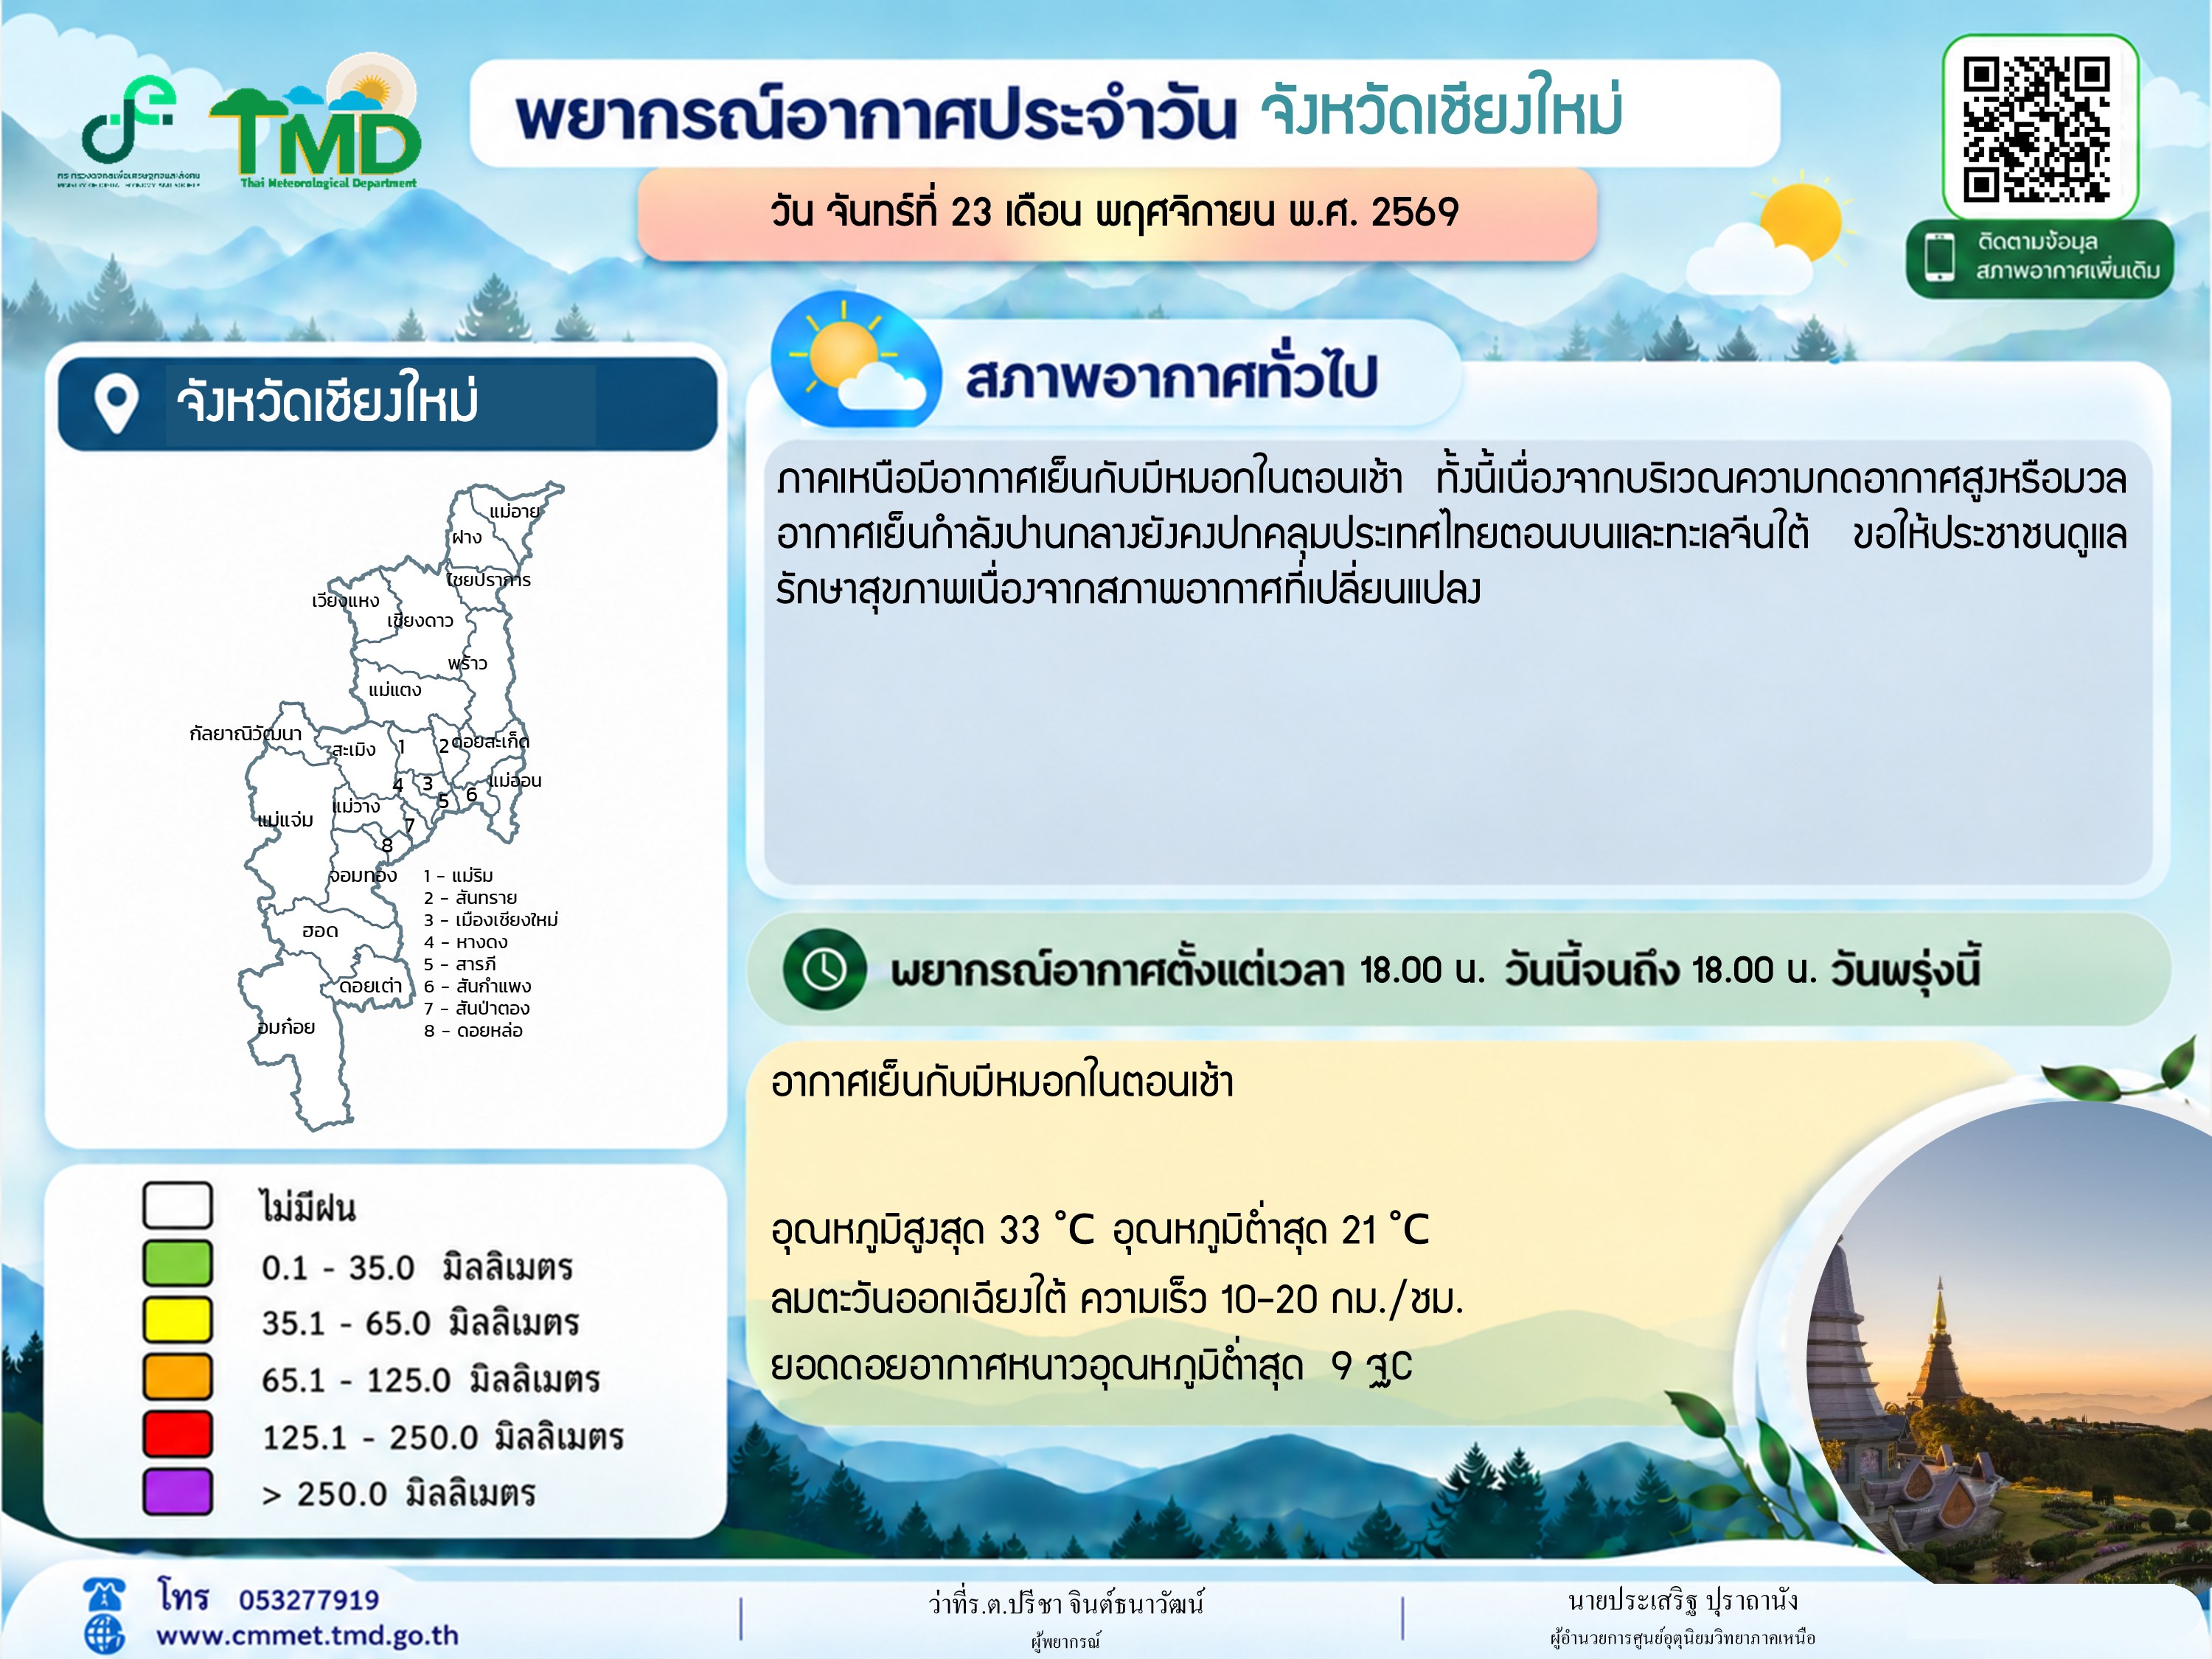 TMD
Thai Meteorological Department
พยากรณ์อากาศประจำวัน จังหวัดเชียงใหม่
วัน จันทร์ที่ 23 เดือน พฤศจิกายน พ.ศ. 2569
ติดตามข้อมุล
สภาพอากาศเพิ่นเติม
จังหวัดเชียงใหม่
แม่อาย
ฝาง
ไชยปราการ
เวียงแหง
เชียงดาว
พร้าว
แม่แตง
กัลยาณิวัฒนา
สะเมิง
1
2
ดอยสะเก็ด
4
3
แม่ออน
5
6
แม่วาง
แม่แจ่ม
7
8
จอมทอง
ฮอด
ดอยเต่า
อมก๋อย
1 - แม่ริม
2 - สันทราย
3 - เมืองเชียงใหม่
4 - หางดง
5 - สารภี
6 - สันกำแพง
7 - สันป่าตอง
8 - ดอยหล่อ
ไม่มีฝน
0.1 - 35.0 มิลลิเมตร
35.1 - 65.0 มิลลิเมตร
65.1 - 125.0 มิลลิเมตร
125.1 - 250.0 มิลลิเมตร
> 250.0 มิลลิเมตร
สภาพอากาศทั่วไป
ภาคเหนือมีอากาศเย็นกับมีหมอกในตอนเช้า ทั้งนี้เนื่องจากบริเวณความกดอากาศสูงหรือมวล
อากาศเย็นกำลังปานกลางยังคงปกคลุมประเทศไทยตอนบนและทะเลจีนใต้ ขอให้ประชาชนดูแล
รักษาสุขภาพเนื่องจากสภาพอากาศที่เปลี่ยนแปลง
พยากรณ์อากาศตั้งแต่เวลา 18.00 น. วันนี้จนถึง 18.00 น. วันพรุ่งนี้
อากาศเย็นกับมีหมอกในตอนเช้า
อุณหภูมิสูงสุด 33 °C อุณหภูมิต่ำสุด 21 °C
ลมตะวันออกเฉียงใต้ ความเร็ว 10-20 กม./ชม.
ยอดดอยอากาศหนาวอุณหภูมิต่ำสุด 9 ฐC
โทร 053277919
www.cmmet.tmd.go.th
ว่าที่ร.ต.ปรีชา จินต์ธนาวัฒน์
ผู้พยากรณ์
นายประเสริฐ ปุราถานัง
ผู้อำนวยการศูนย์อุตุนิยมวิทยาภาคเหนือ